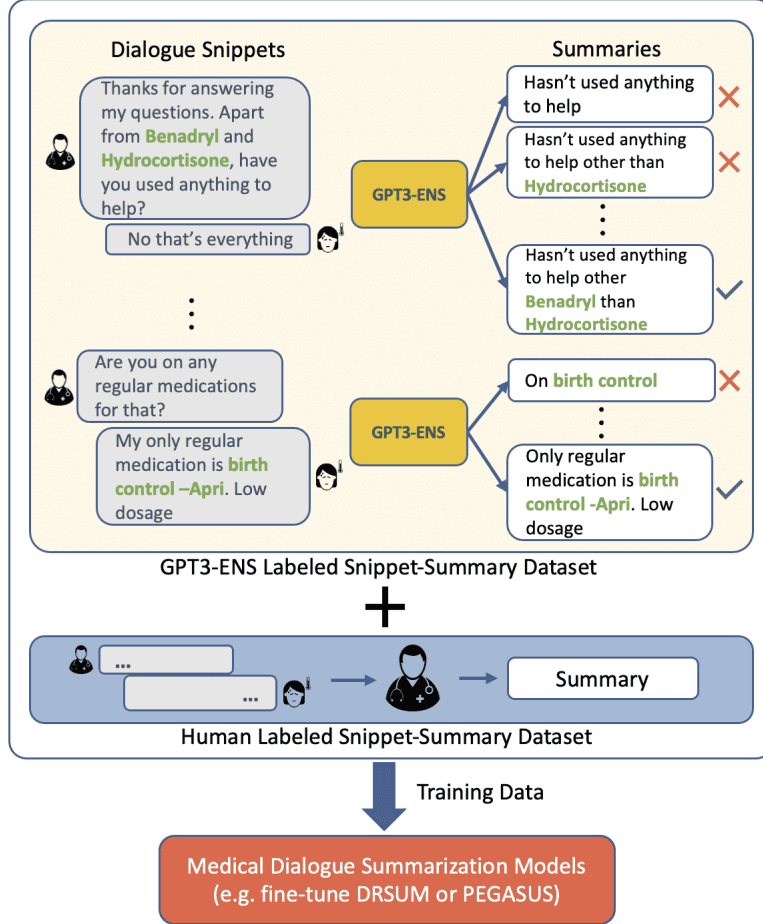 Dialogue Snippets
Summaries
Thanks for answering
my questions. Apart
from Benadryl and
Hydrocortisone, have
you used anything to
help?
No that's everything
GPT3-ENS
Hasn't used anything
to help
Hasn't used anything
to help other than
Hydrocortisone
Hasn't used anything
to help other
Benadryl than
Hydrocortisone
Are you on any
regular medications
for that?
My only regular
medication is birth
control –Apri. Low
dosage
GPT3-ENS
On birth control
Only regular
medication is birth
control -Apri. Low
dosage
GPT3-ENS Labeled Snippet-Summary Dataset
+
...
...
Summary
Human Labeled Snippet-Summary Dataset
Training Data
Medical Dialogue Summarization Models
(e.g. fine-tune DRSUM or PEGASUS)